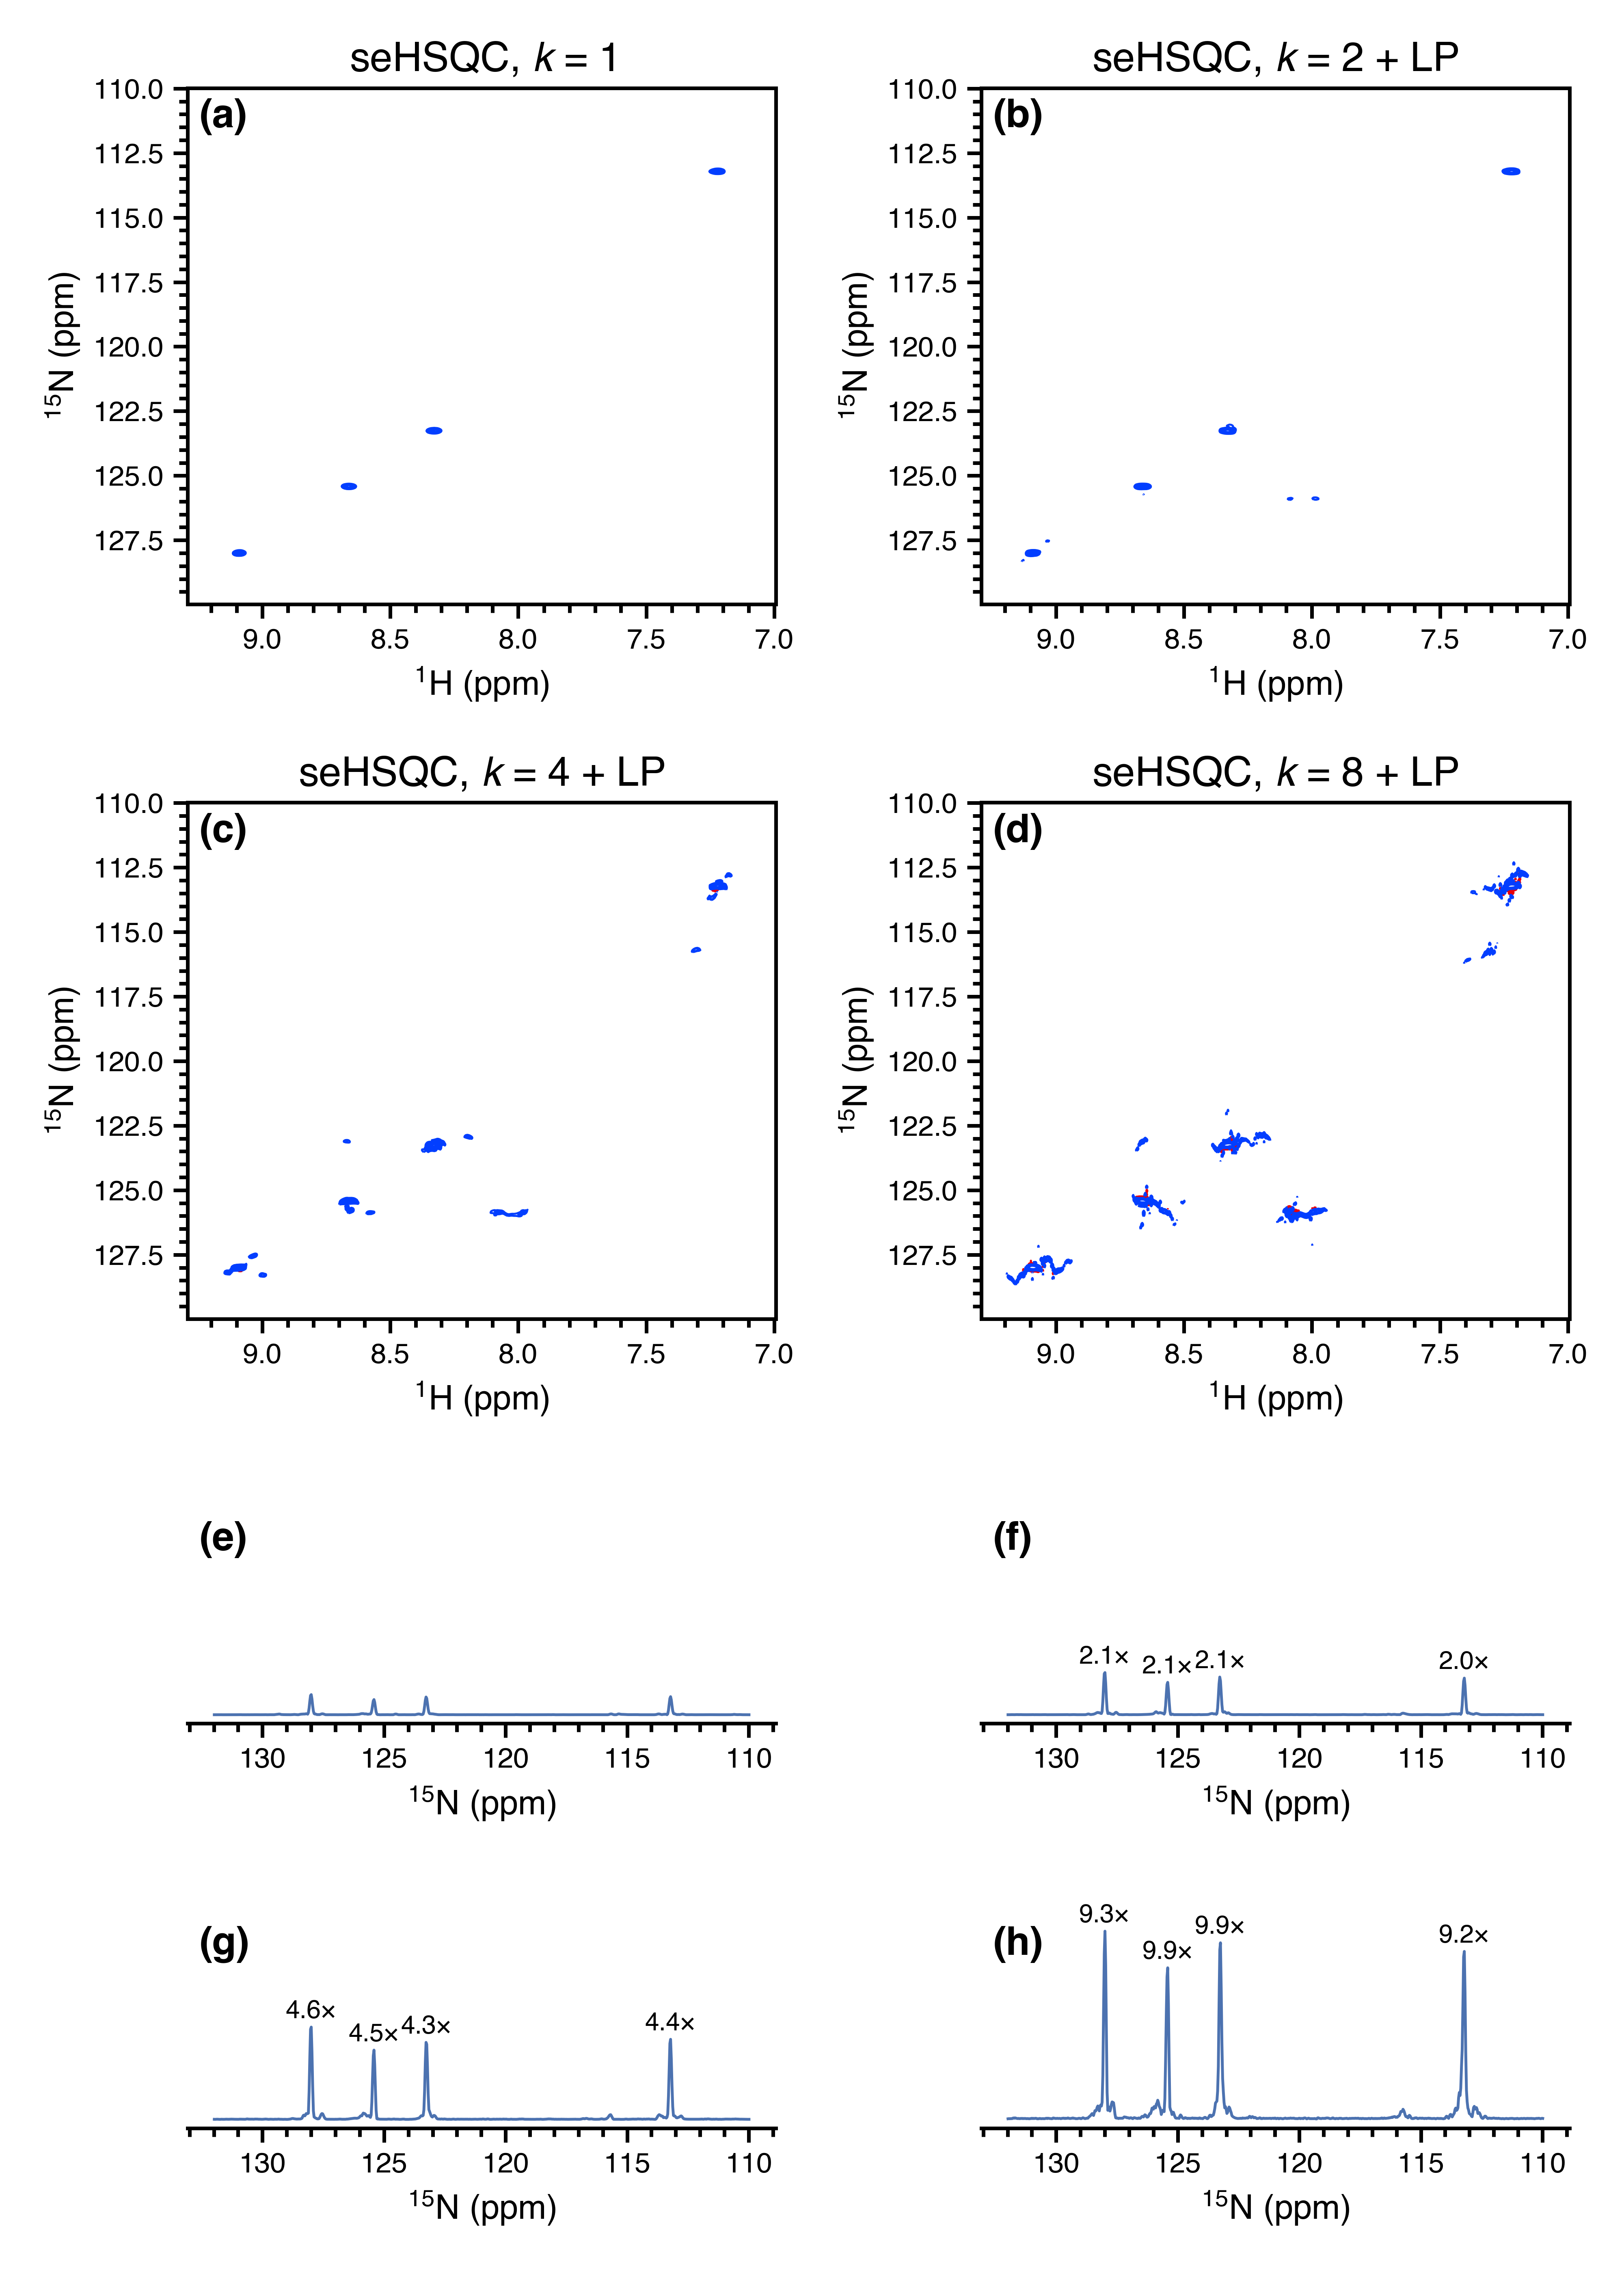 seHSQC, k = 1
(a)
110.0
112.5
115.0
117.5
120.0
122.5
125.0
127.5
15N (ppm)
9.0 8.5 8.0 7.5 7.0
1H (ppm)
seHSQC, k = 2 + LP
(b)
110.0
112.5
115.0
117.5
120.0
122.5
125.0
127.5
15N (ppm)
9.0 8.5 8.0 7.5 7.0
1H (ppm)
seHSQC, k = 4 + LP
(c)
110.0
112.5
115.0
117.5
120.0
122.5
125.0
127.5
15N (ppm)
9.0 8.5 8.0 7.5 7.0
1H (ppm)
seHSQC, k = 8 + LP
(d)
110.0
112.5
115.0
117.5
120.0
122.5
125.0
127.5
15N (ppm)
9.0 8.5 8.0 7.5 7.0
1H (ppm)
(e)
130 125 120 115 110
15N (ppm)
(f)
2.1× 2.1× 2.1× 2.0×
130 125 120 115 110
15N (ppm)
(g)
4.6× 4.5× 4.3× 4.4×
130 125 120 115 110
15N (ppm)
(h)
9.3× 9.9× 9.9× 9.2×
130 125 120 115 110
15N (ppm)